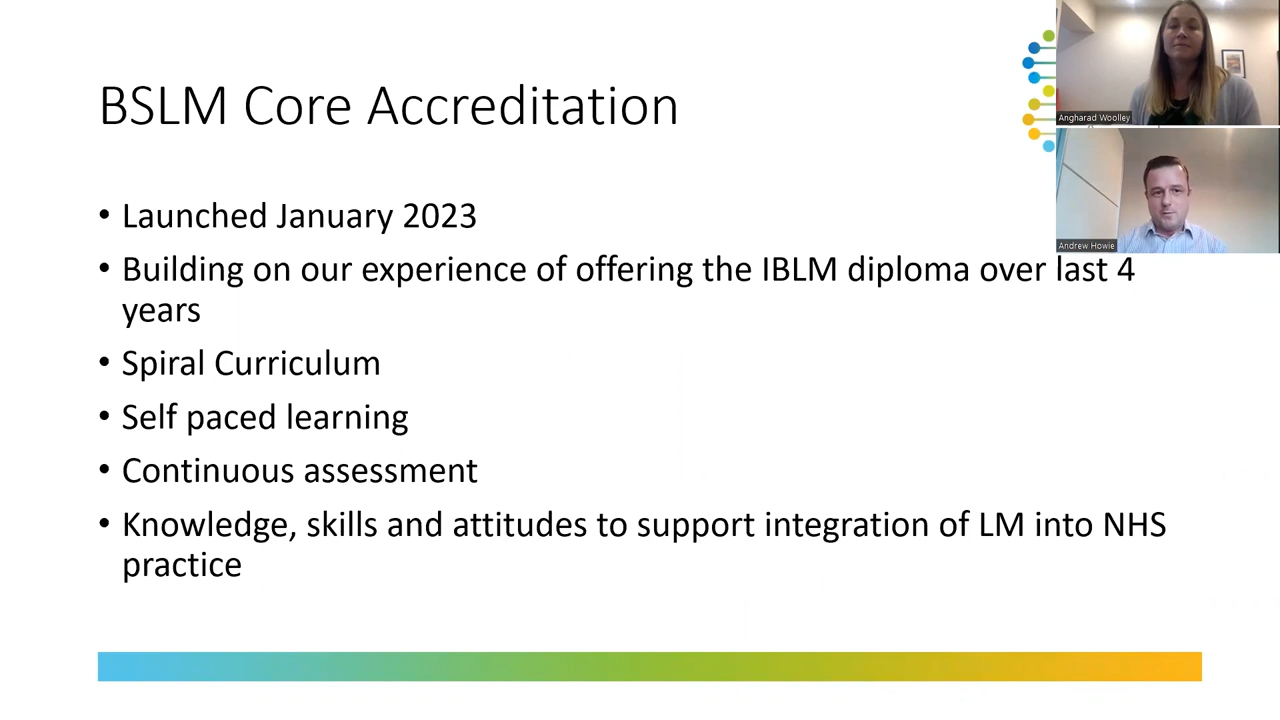 BSLM Core Accreditation
Angharad Woolley
Andrew Howie
• Launched January 2023
• Building on our experience of offering the IBLM diploma over last 4
years
• Spiral Curriculum
• Self paced learning
• Continuous assessment
• Knowledge, skills and attitudes to support integration of LM into NHS
practice